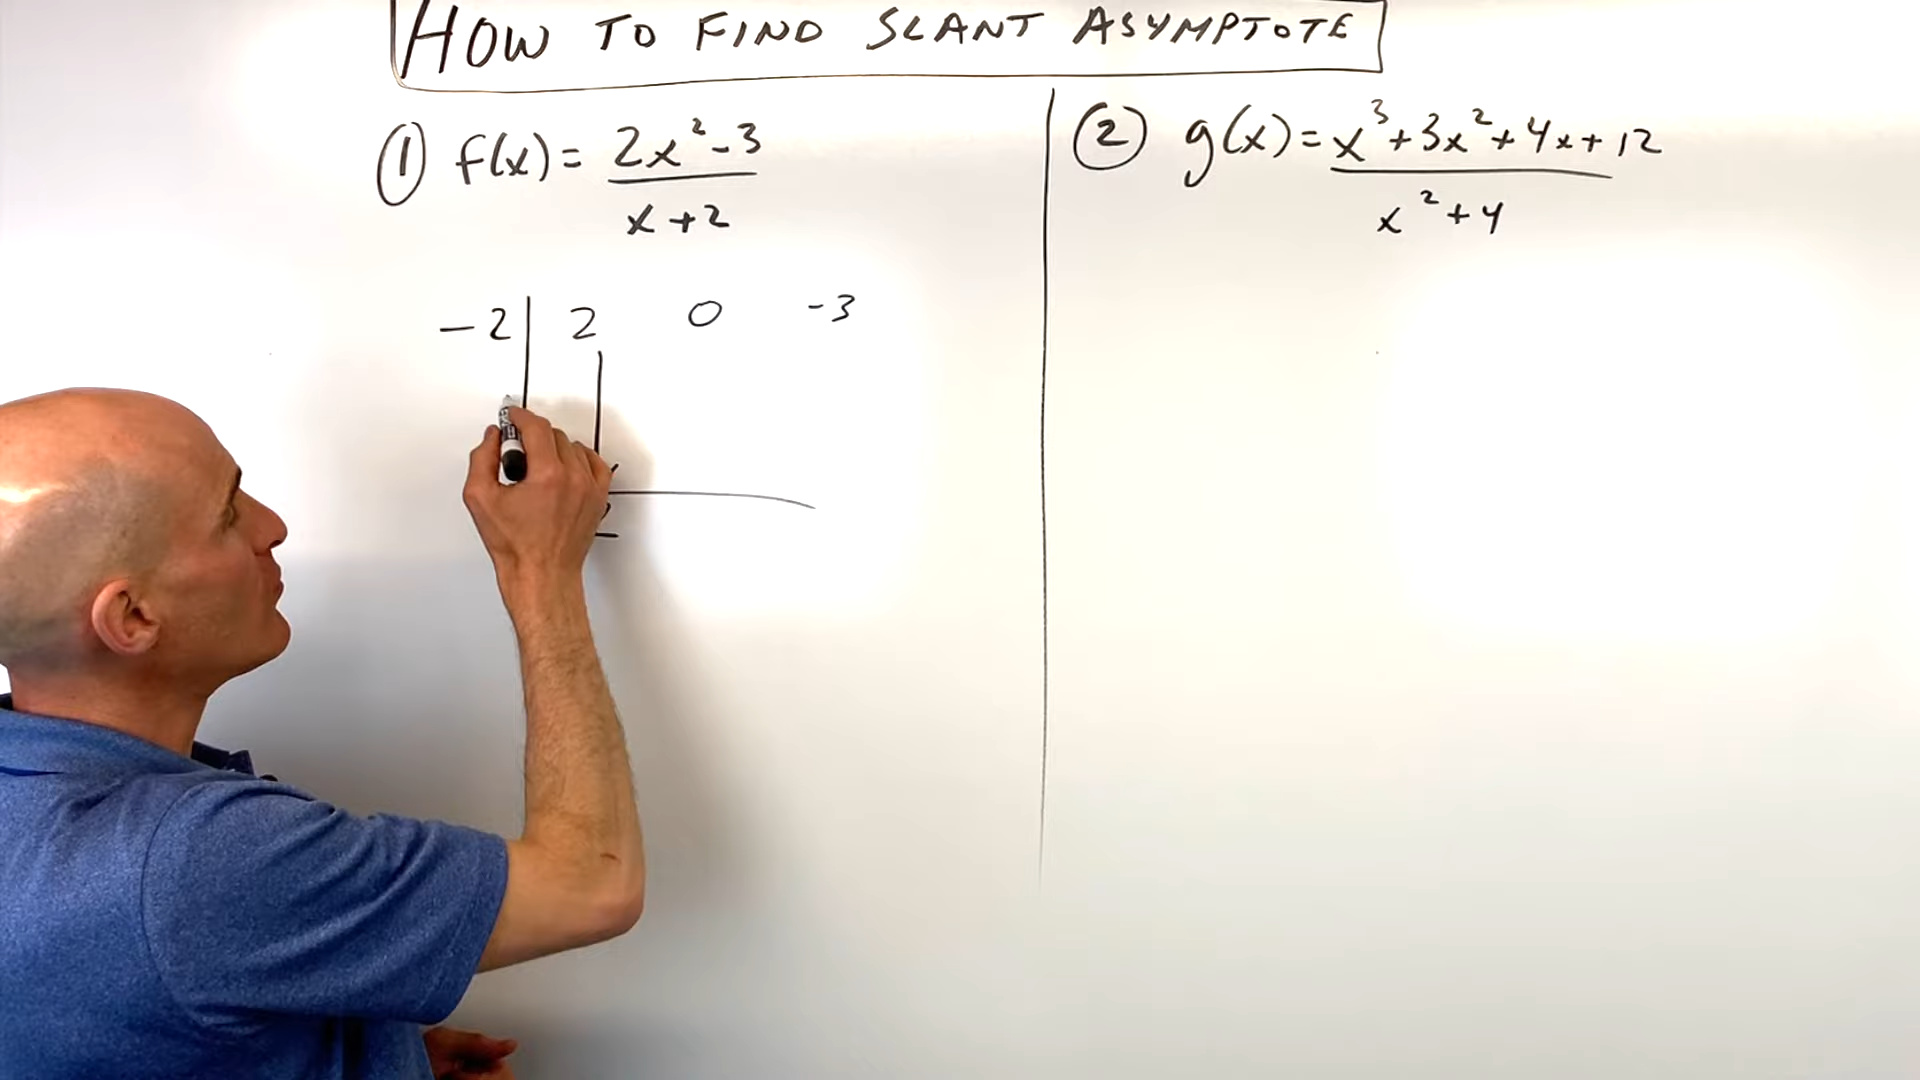 HOW TO FIND SLANT ASYMPTOTE
① f(x) = 2x² - 3
x + 2
-2 2 0 -3
② g(x) = x³ + 3x² + 4x + 12
x² + 4